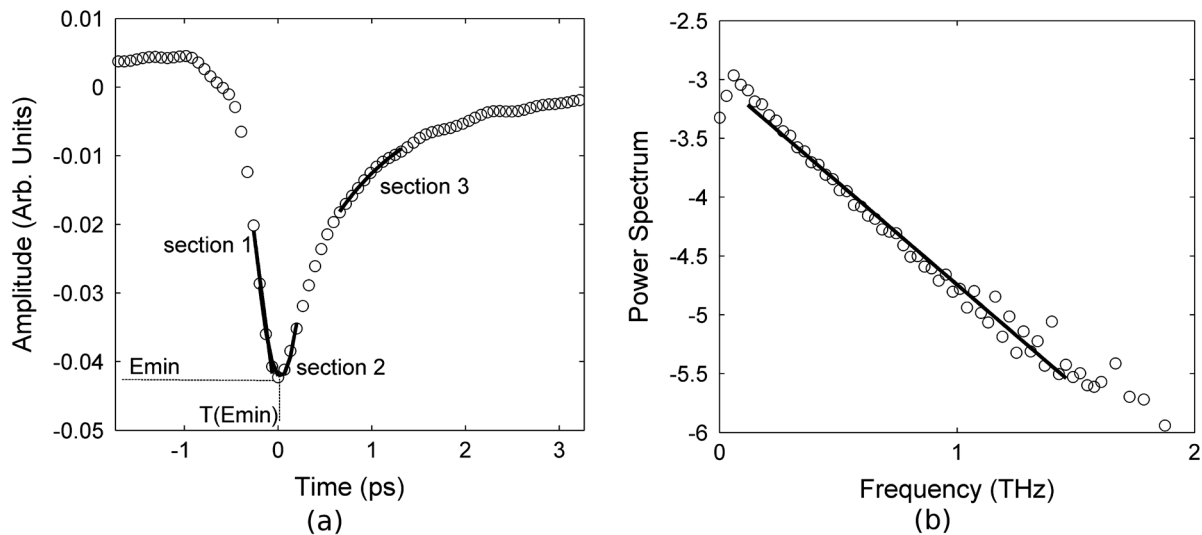 0.01
0
-0.01
-0.02
-0.03
-0.04
-0.05
Amplitude (Arb. Units)
section 1
section 2
section 3
Emin
T(Emin)
-1
0
1
2
3
Time (ps)
(a)
-2.5
-3
-3.5
-4
-4.5
-5
-5.5
-6
Power Spectrum
0
1
2
Frequency (THz)
(b)